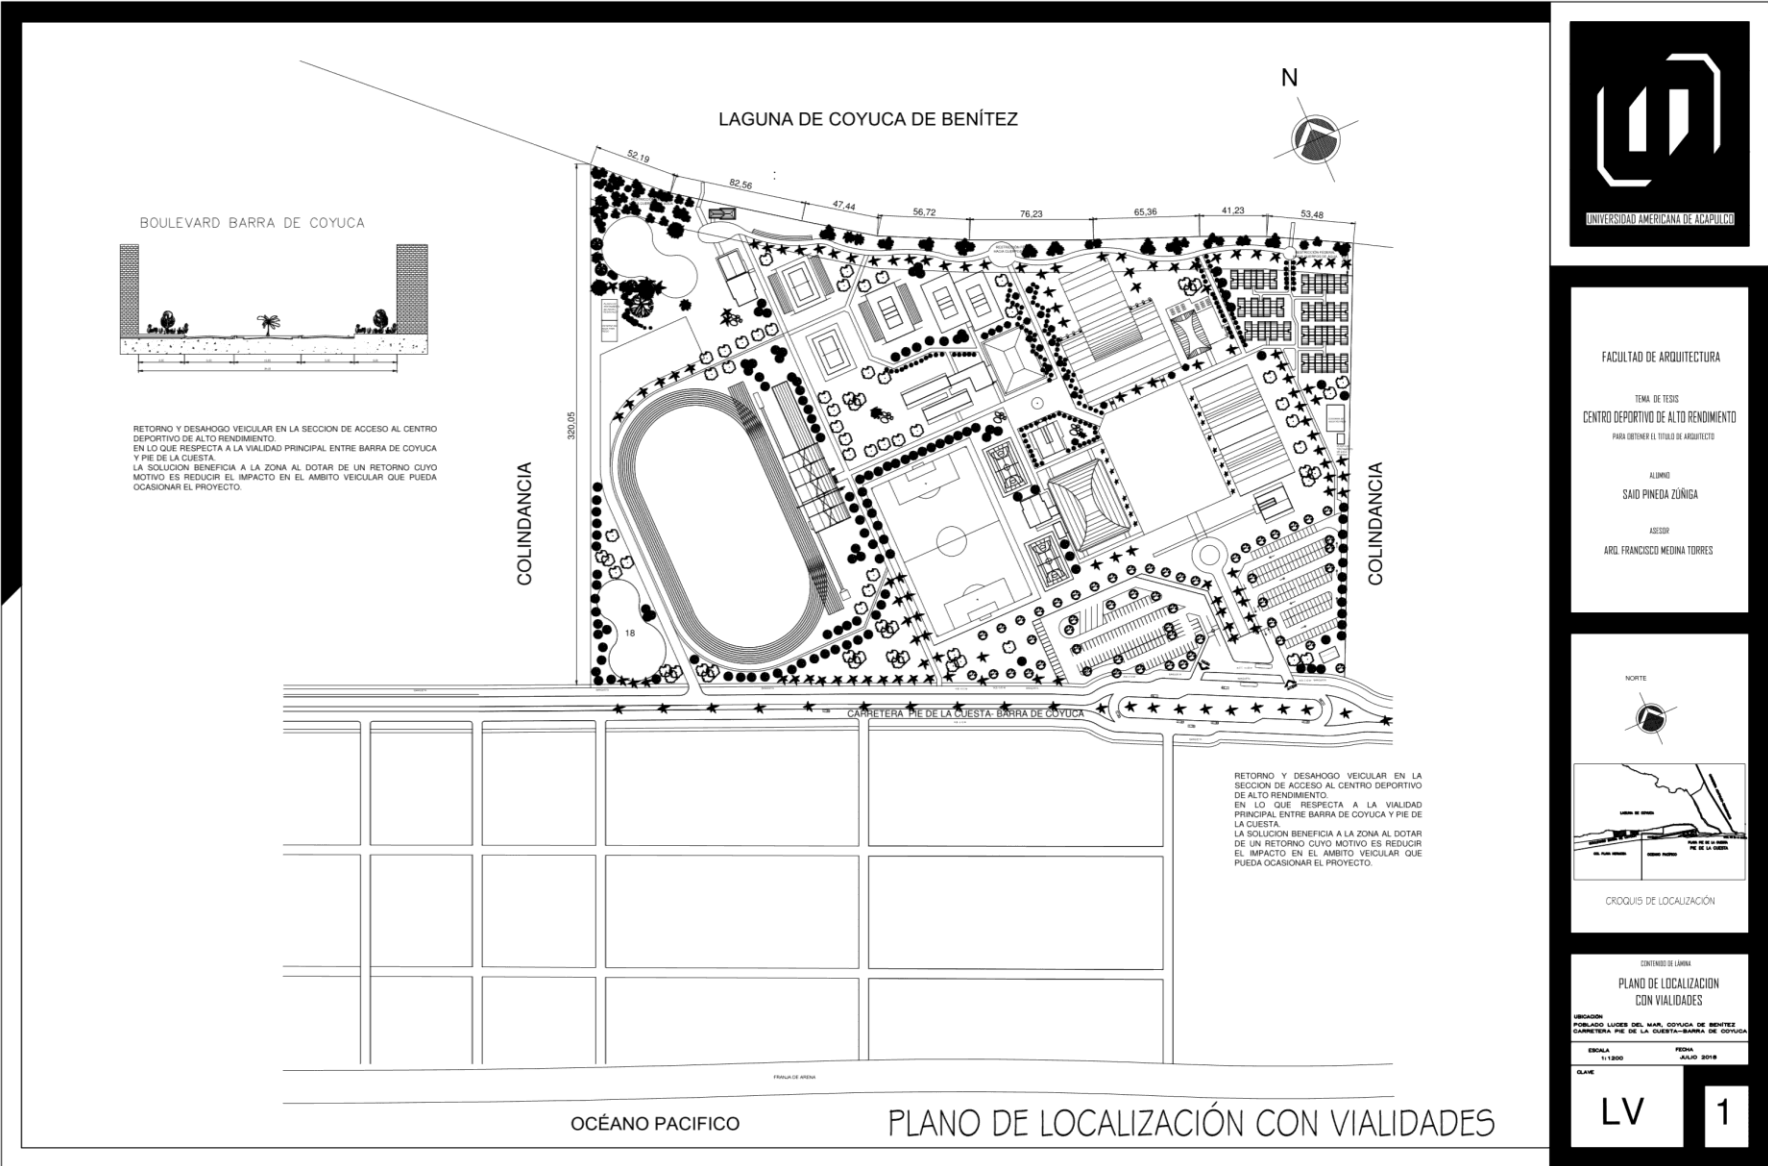 LAGUNA DE COYUCA DE BENÍTEZ
N
52,19
82,56
47,44
56,72
76,23
65,36
41,23
53,48
BOULEVARD BARRA DE COYUCA
320,05
RETORNO Y DESAHOGO VEICULAR EN LA SECCION DE ACCESO AL CENTRO
DEPORTIVO DE ALTO RENDIMIENTO.
EN LO QUE RESPECTA A LA VIALIDAD PRINCIPAL ENTRE BARRA DE COYUCA
Y PIE DE LA CUESTA.
LA SOLUCION BENEFICIA A LA ZONA AL DOTAR DE UN RETORNO CUYO
MOTIVO ES REDUCIR EL IMPACTO EN EL AMBITO VEICULAR QUE PUEDA
OCASIONAR EL PROYECTO.
COLINDANCIA
COLINDANCIA
18
CARRETERA PIE DE LA CUESTA- BARRA DE COYUCA
RETORNO Y DESAHOGO VEICULAR EN LA
SECCION DE ACCESO AL CENTRO DEPORTIVO
DE ALTO RENDIMIENTO.
EN LO QUE RESPECTA A LA VIALIDAD
PRINCIPAL ENTRE BARRA DE COYUCA Y PIE DE
LA CUESTA.
LA SOLUCION BENEFICIA A LA ZONA AL DOTAR
DE UN RETORNO CUYO MOTIVO ES REDUCIR
EL IMPACTO EN EL AMBITO VEICULAR QUE
PUEDA OCASIONAR EL PROYECTO.
FRANJA DE ARENA
OCÉANO PACIFICO
PLANO DE LOCALIZACIÓN CON VIALIDADES
UNIVERSIDAD AMERICANA DE ACAPULCO
FACULTAD DE ARQUITECTURA
TEMA DE TESIS
CENTRO DEPORTIVO DE ALTO RENDIMIENTO
PARA OBTENER EL TITULO DE ARQUITECTO
ALUMNO
SAID PINEDA ZÚÑIGA
ASESOR
ARQ. FRANCISCO MEDINA TORRES
NORTE
LAGUNA DE COYUCA
OCEANO PACIFICO
PIE DE LA CUESTA
CROQUIS DE LOCALIZACIÓN
CONTENIDO DE LAMINA
PLANO DE LOCALIZACION
CON VIALIDADES
UBICACIÓN
POBLADO LUCES DEL MAR, COYUCA DE BENÍTEZ
CARRETERA PIE DE LA CUESTA-BARRA DE COYUCA
ESCALA
1:1200
FECHA
JULIO 2018
CLAVE
LV
1